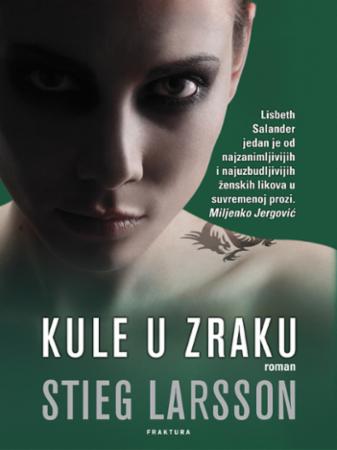 Lisbeth
Salander
jedan je od
najzanimljivijih
i najuzbudljivijih
ženskih likova u
suvremenoj prozi.
Miljenko Jergović
KULE U ZRAKU
roman
STIEG LARSSON
FRAKTURA